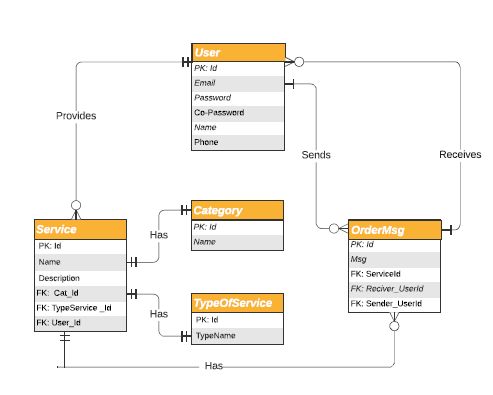 User
PK: Id
Email
Password
Co-Password
Name
Phone
Provides
Sends
Receives
Service
PK: Id
Name
Description
FK: Cat_Id
FK: TypeService _Id
FK: User_Id
Has
Category
PK: Id
Name
OrderMsg
PK: Id
Msg
FK: ServiceId
FK: Reciver_UserId
FK: Sender_UserId
Has
TypeOfService
PK: Id
TypeName
Has